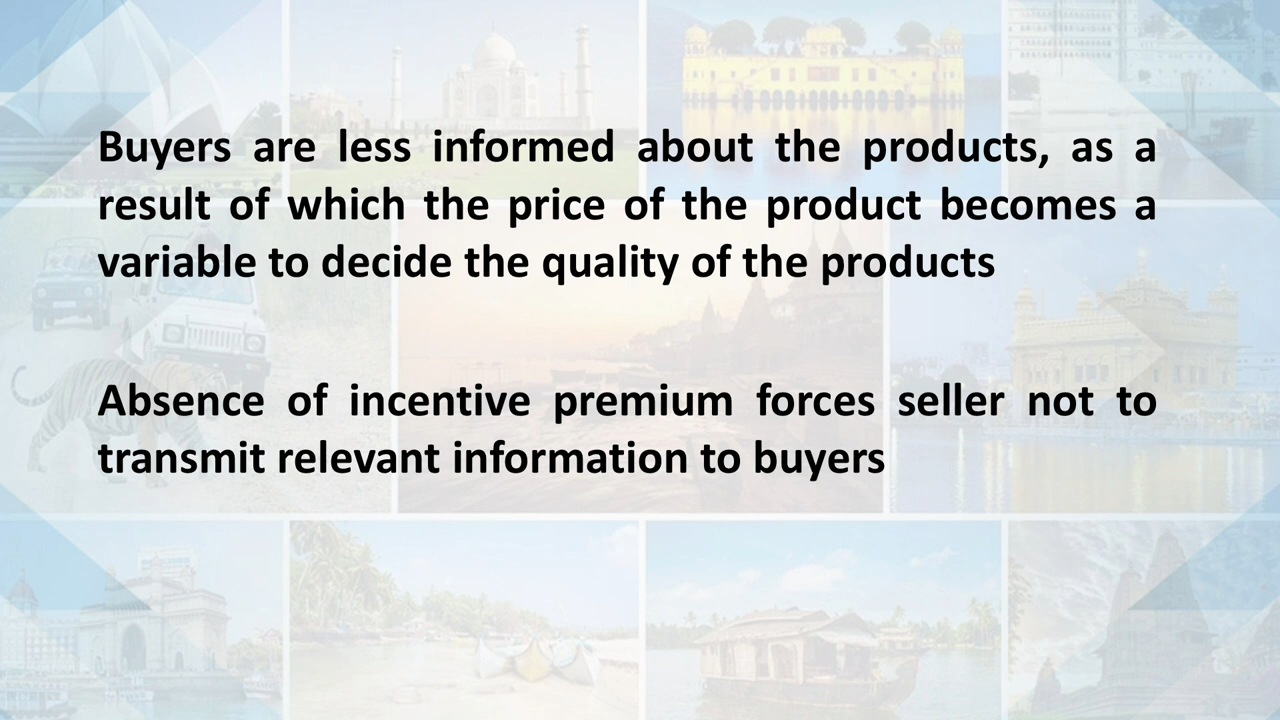 Buyers are less informed about the products, as a
result of which the price of the product becomes a
variable to decide the quality of the products
Absence of incentive premium forces seller not to
transmit relevant information to buyers